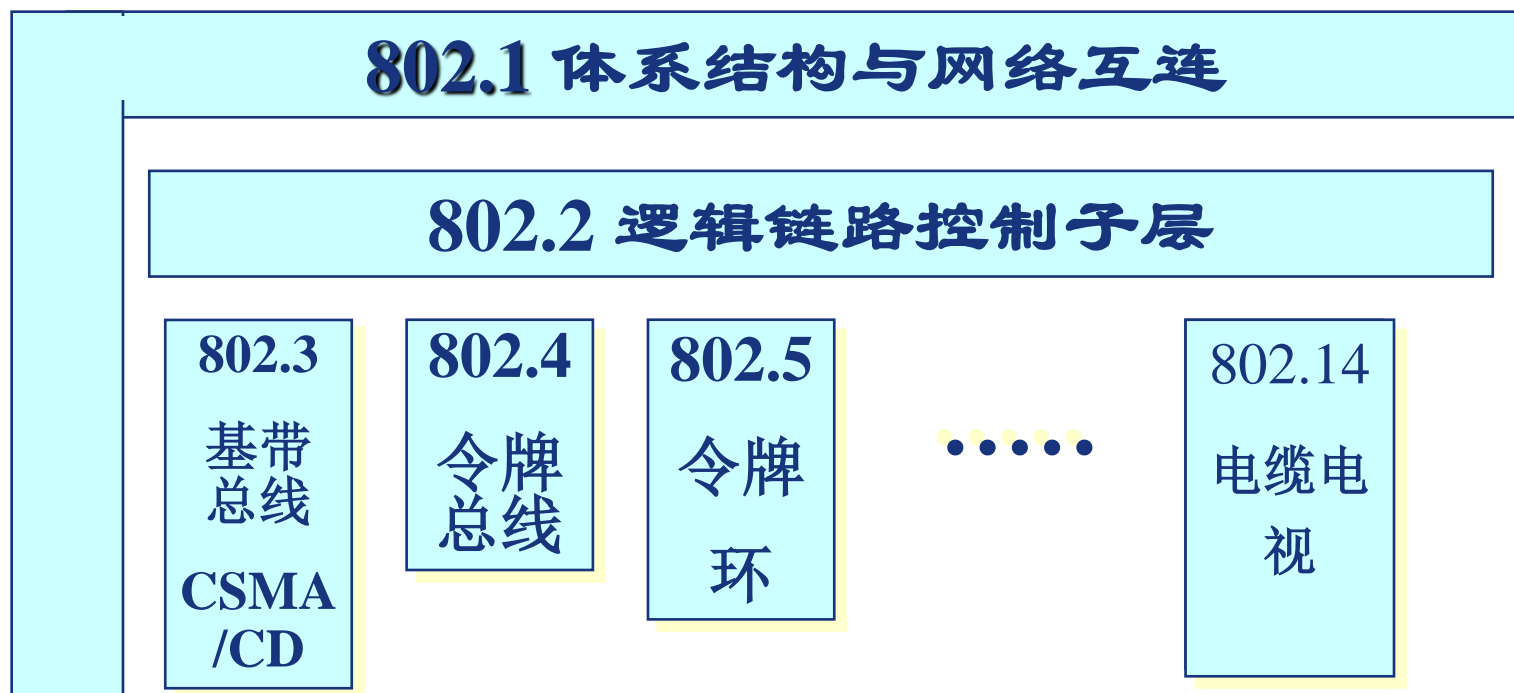 802.1 体系结构与网络互连
802.2 逻辑链路控制子层
802.3
基带
总线
CSMA
/CD
802.4
令牌
总线
802.5
令牌
环
•••••
802.14
电缆电
视